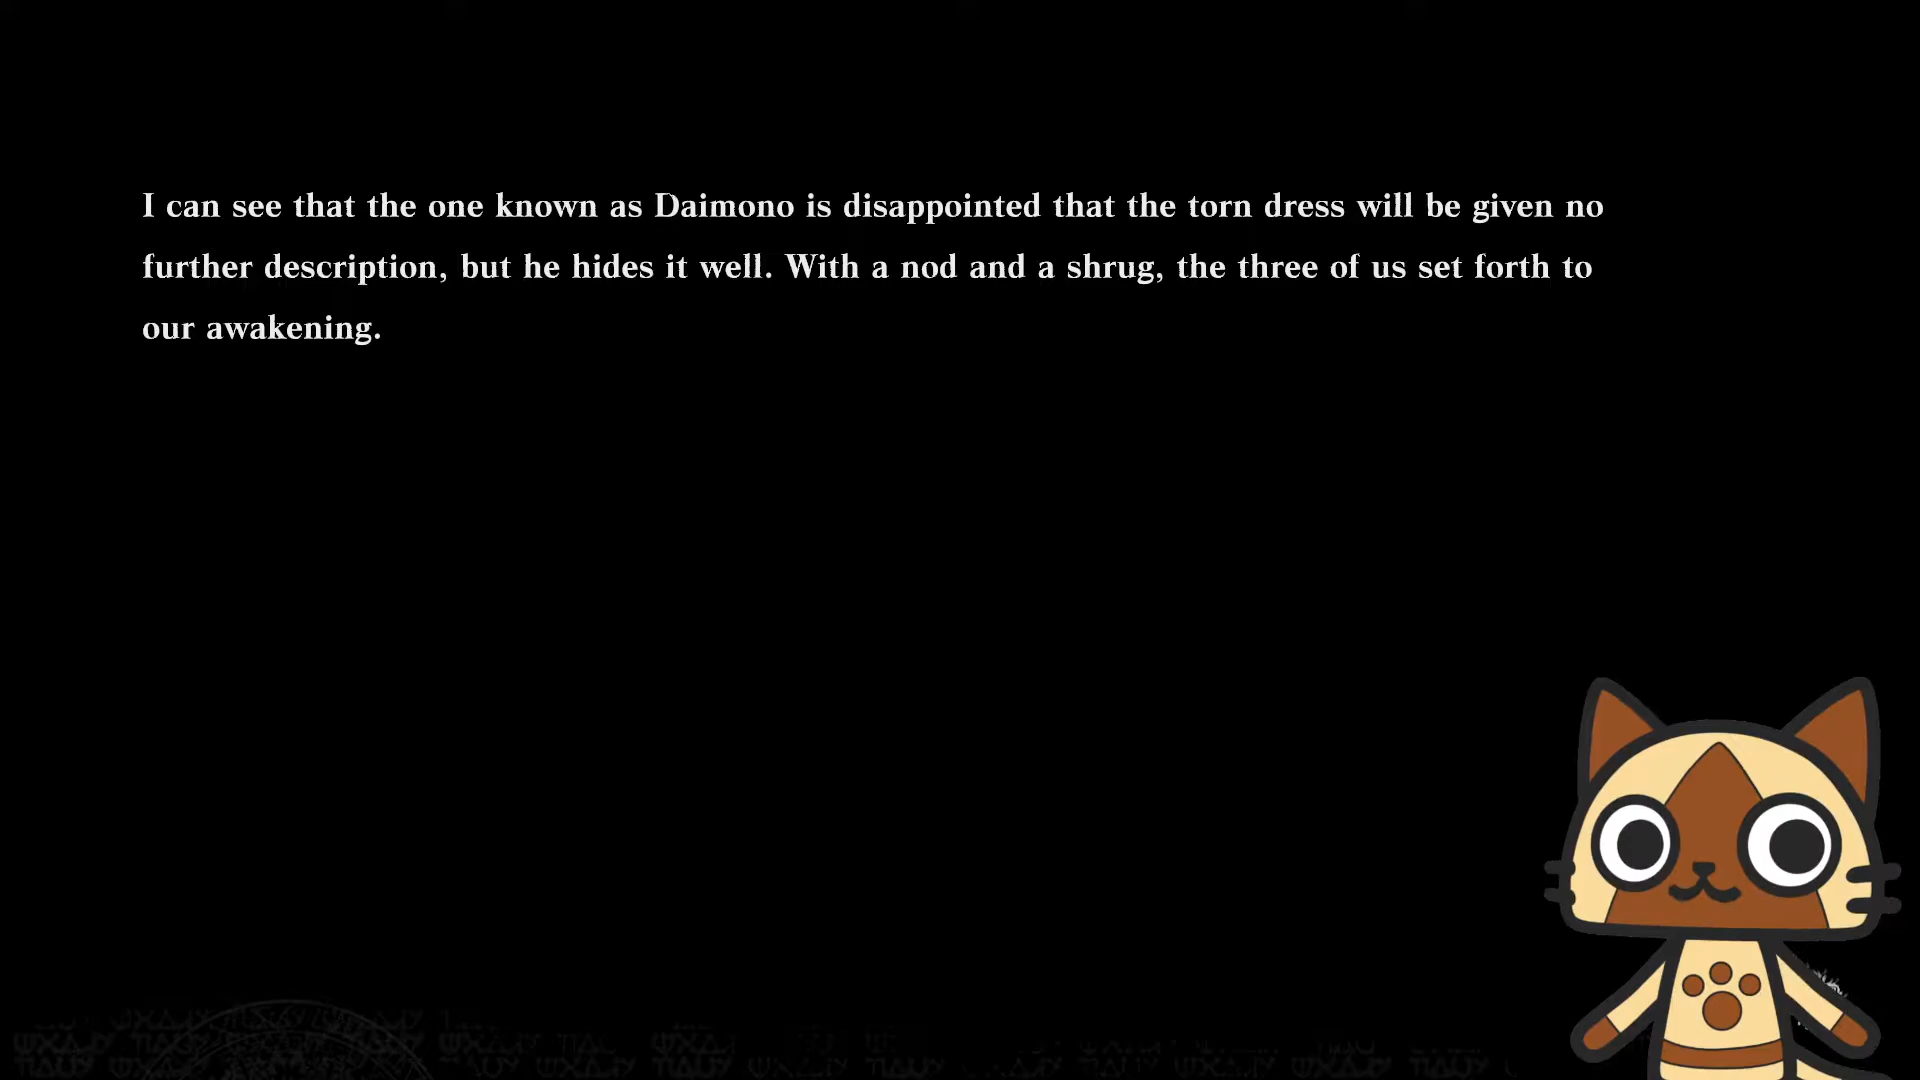 I can see that the one known as Daimono is disappointed that the torn dress will be given no
further description, but he hides it well. With a nod and a shrug, the three of us set forth to
our awakening.